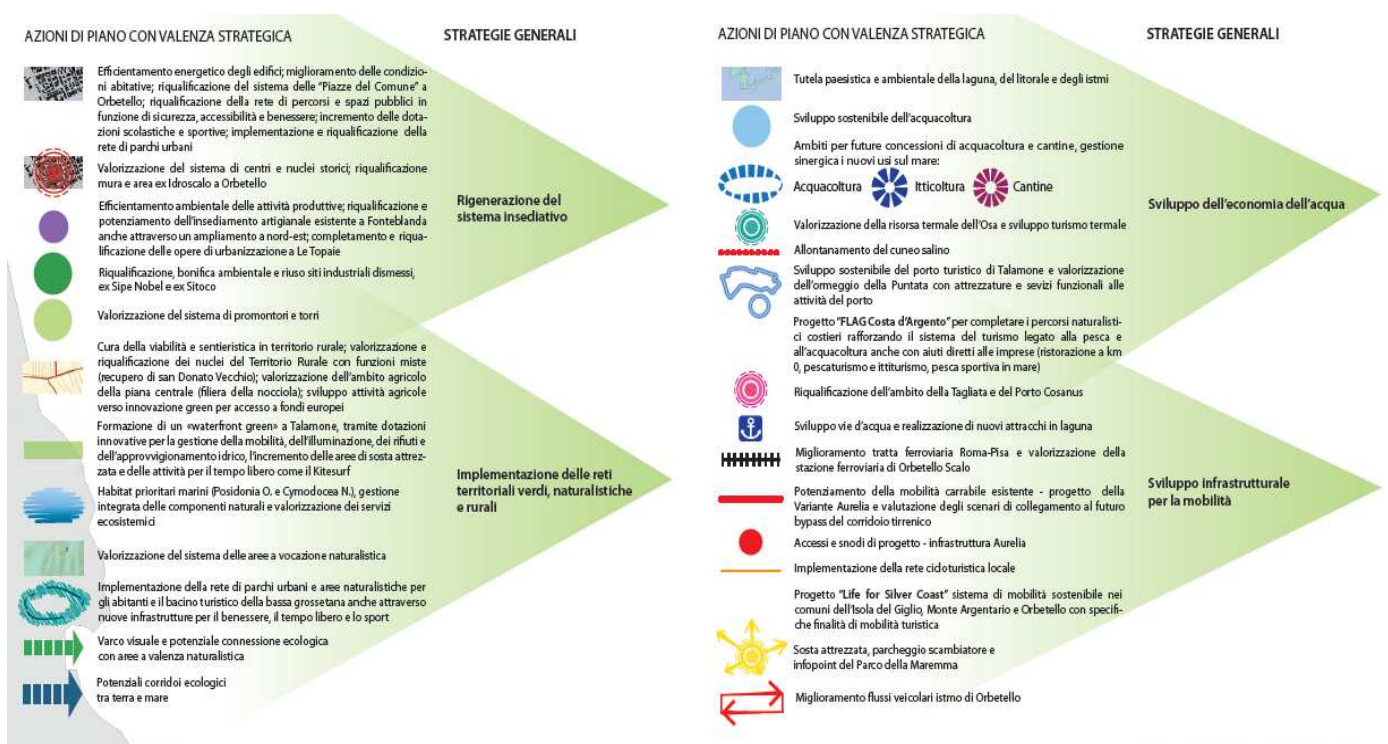 AZIONI DI PIANO CON VALENZA STRATEGICA
STRATEGIE GENERALI
Efficientamento energetico degli edifici; miglioramento delle condizio-
ni abitative; riqualificazione del sistema delle "Piazze del Comune" a
Orbetello; riqualificazione della rete di percorsi e spazi pubblici in
funzione di sicurezza, accessibilità e benessere; incremento delle dota-
zioni scolastiche e sportive; implementazione e riqualificazione della
rete di parchi urbani
Valorizzazione del sistema di centri e nuclei storici; riqualificazione
mura e area ex Idroscalo a Orbetello
Efficientamento ambientale delle attività produttive; riqualificazione e
potenziamento dell'insediamento artigianale esistente a Fonteblanda
anche attraverso un ampliamento a nord-est; completamento e riqua-
lificazione delle opere di urbanizzazione a Le Topaie
Riqualificazione, bonifica ambientale e riuso siti industriali dismessi,
ex Sipe Nobel e ex Sitoco
Valorizzazione del sistema di promontori e torri
Rigenerazione del
sistema insediativo
Cura della viabilità e sentieristica in territorio rurale; valorizzazione e
riqualificazione dei nuclei del Territorio Rurale con funzioni miste
(recupero di san Donato Vecchio); valorizzazione dell'ambito agricolo
della piana centrale (filiera della nocciola); sviluppo attività agricole
verso innovazione green per accesso a fondi europei
Formazione di un «waterfront green» a Talamone, tramite dotazioni
innovative per la gestione della mobilità, dell'illuminazione, dei rifiuti e
dell'approvvigionamento idrico, l'incremento delle aree di sosta attrez-
zata e delle attività per il tempo libero come il Kitesurf
Habitat prioritari marini (Posidonia O. e Cymodocea N.), gestione
integrata delle componenti naturali e valorizzazione dei servizi
ecosistemici
Valorizzazione del sistema delle aree a vocazione naturalistica
Implementazione della rete di parchi urbani e aree naturalistiche per
gli abitanti e il bacino turistico della bassa grossetana anche attraverso
nuove infrastrutture per il benessere, il tempo libero e lo sport
Varco visuale e potenziale connessione ecologica
con aree a valenza naturalistica
Potenziali corridoi ecologici
tra terra e mare
Implementazione delle reti
territoriali verdi, naturalistiche
e rurali
AZIONI DI PIANO CON VALENZA STRATEGICA
STRATEGIE GENERALI
Tutela paesistica e ambientale della laguna, del litorale e degli istmi
Sviluppo sostenibile dell'acquacoltura
Ambiti per future concessioni di acquacoltura e cantine, gestione
sinergica i nuovi usi sul mare:
Acquacoltura Itticoltura Cantine
Valorizzazione della risorsa termale dell'Osa e sviluppo turismo termale
Allontanamento del cuneo salino
Sviluppo sostenibile del porto turistico di Talamone e valorizzazione
dell'ormeggio della Puntata con attrezzature e sevizi funzionali alle
attività del porto
Progetto "FLAG Costa d'Argento" per completare i percorsi naturalisti-
ci costieri rafforzando il sistema del turismo legato alla pesca e
all'acquacoltura anche con aiuti diretti alle imprese (ristorazione a km
0, pescaturismo e ittiturismo, pesca sportiva in mare)
Sviluppo dell'economia dell'acqua
Riqualificazione dell'ambito della Tagliata e del Porto Cosanus
Sviluppo vie d'acqua e realizzazione di nuovi attracchi in laguna
Miglioramento tratta ferroviaria Roma-Pisa e valorizzazione della
stazione ferroviaria di Orbetello Scalo
Potenziamento della mobilità carrabile esistente - progetto della
Variante Aurelia e valutazione degli scenari di collegamento al futuro
bypass del corridoio tirrenico
Accessi e snodi di progetto - infrastruttura Aurelia
Implementazione della rete cicloturistica locale
Progetto "Life for Silver Coast" sistema di mobilità sostenibile nei
comuni dell'Isola del Giglio, Monte Argentario e Orbetello con specifi-
che finalità di mobilità turistica
Sosta attrezzata, parcheggio scambiatore e
infopoint del Parco della Maremma
Miglioramento flussi veicolari istmo di Orbetello
Sviluppo infrastrutturale
per la mobilità